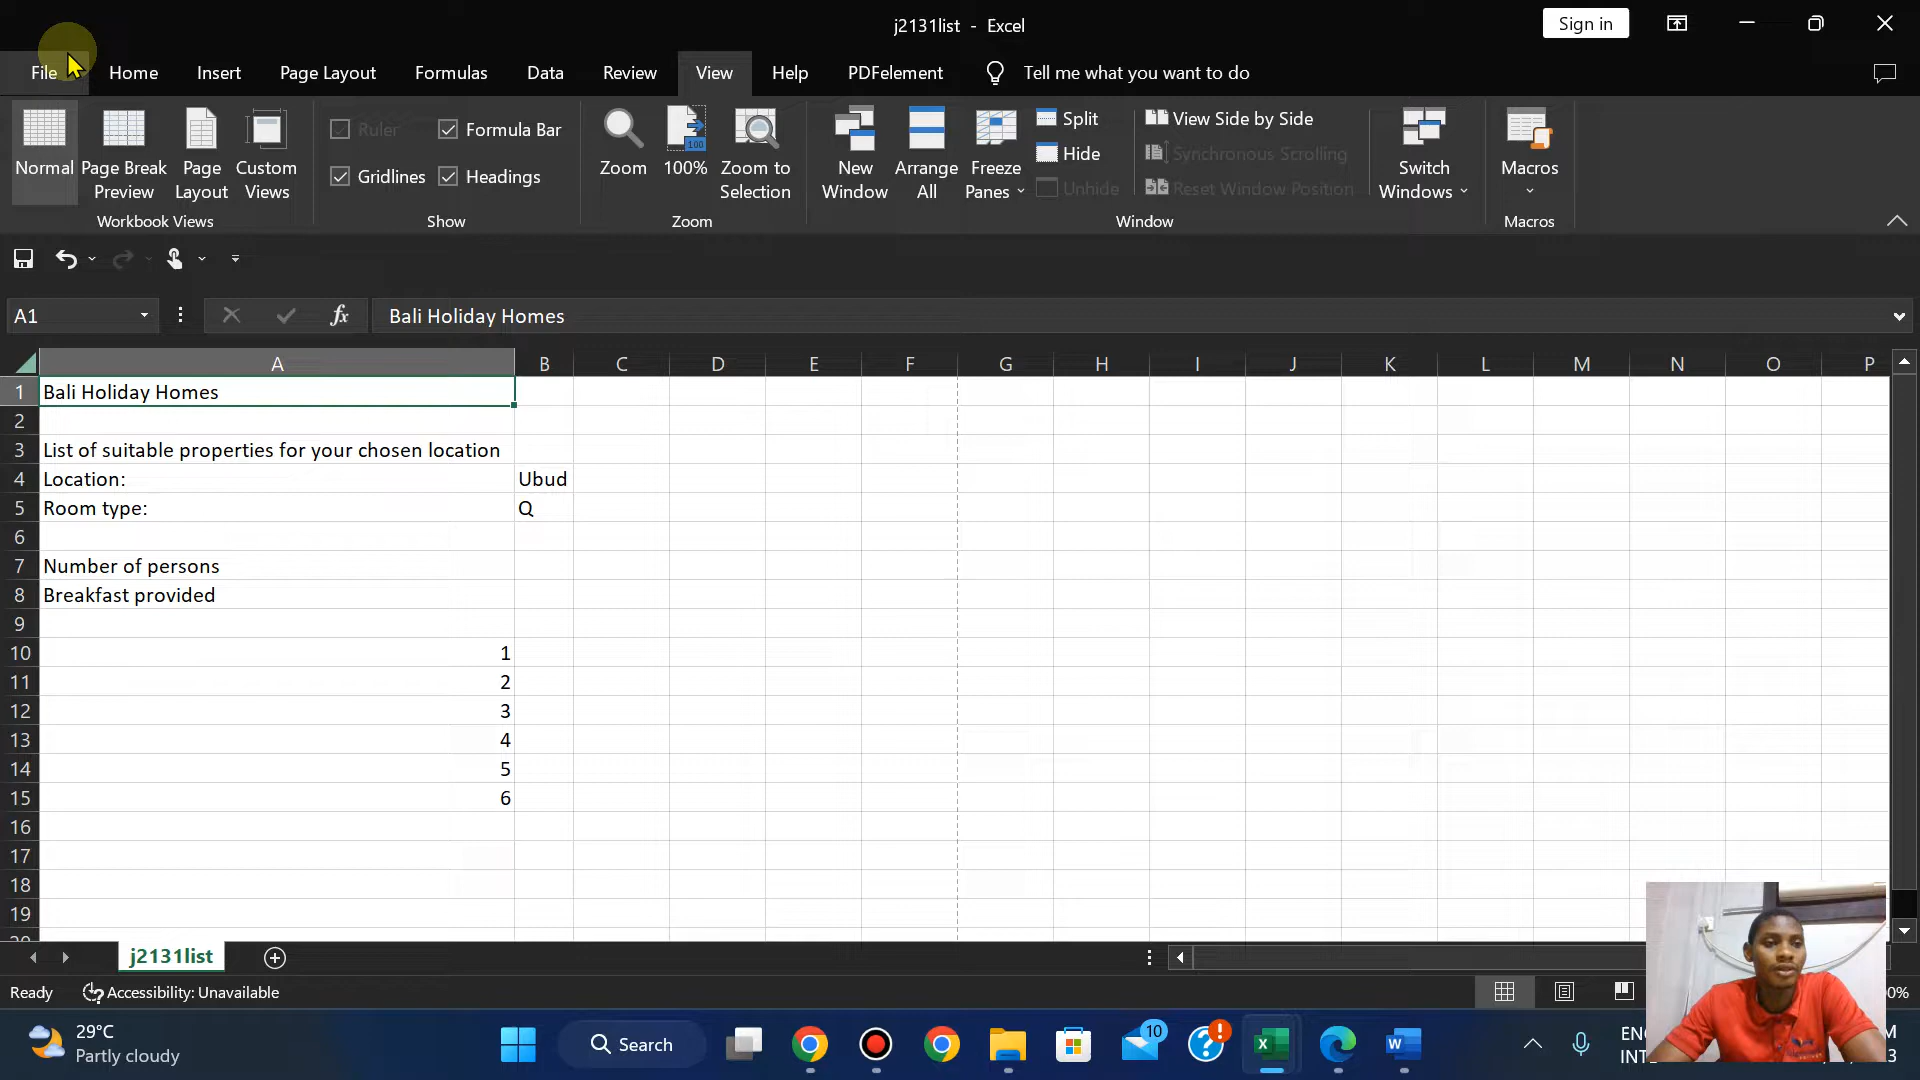 j2131list - Excel
Sign in
File Home Insert Page Layout Formulas Data Review View Help PDFelement Tell me what you want to do
Normal
Page Break Preview
Page Layout
Custom Views
Workbook Views
Ruler
Formula Bar
Gridlines
Headings
Show
Zoom
100%
Zoom to Selection
Zoom
New Window
Arrange All
Freeze Panes
Split
Hide
Unhide
View Side by Side
Synchronous Scrolling
Reset Window Position
Switch Windows
Window
Macros
Macros
A1 fx Bali Holiday Homes
A B C D E F G H I J K L M N O P
1 Bali Holiday Homes
2
3 List of suitable properties for your chosen location
4 Location: Ubud
5 Room type: Q
6
7 Number of persons
8 Breakfast provided
9
10 1
11 2
12 3
13 4
14 5
15 6
16
17
18
19
j2131list
Ready Accessibility: Unavailable
29°C
Partly cloudy
Search
10